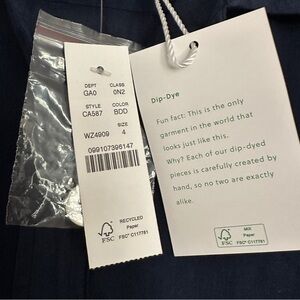 DEPT CLASS
GA0 0N2
STYLE COLOR
CA587 BDD
SIZE
WZ4909 4
099107396147
FSC
RECYCLED
Paper
FSC® C117781
Dip-Dye
Fun fact: This is the only
garment in the world that
looks just like this.
Why? Each of our dip-dyed
pieces is carefully created by
hand, so no two are exactly
alike.
FSC
MIX
Paper
FSC® C117781